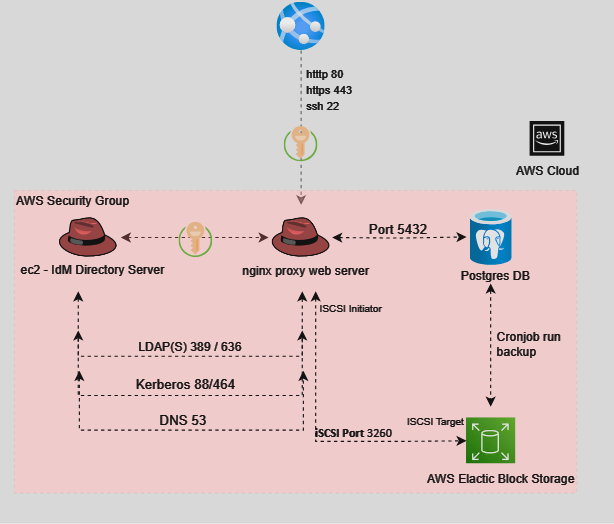 htttp 80
https 443
ssh 22
aws
AWS Cloud
AWS Security Group
Port 5432
ec2 - IdM Directory Server
nginx proxy web server
Postgres DB
ISCSI Initiator
LDAP(S) 389 / 636
Cronjob run
backup
Kerberos 88/464
DNS 53
ISCSI Target
iSCSI Port 3260
AWS Elactic Block Storage